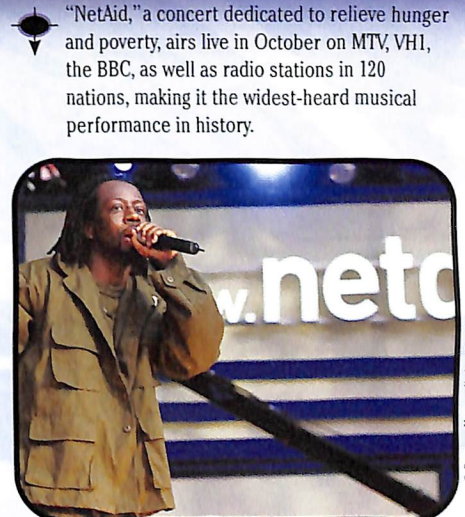 “NetAid,” a concert dedicated to relieve hunger
and poverty, airs live in October on MTV, VH1,
the BBC, as well as radio stations in 120
nations, making it the widest-heard musical
performance in history.
w.neta